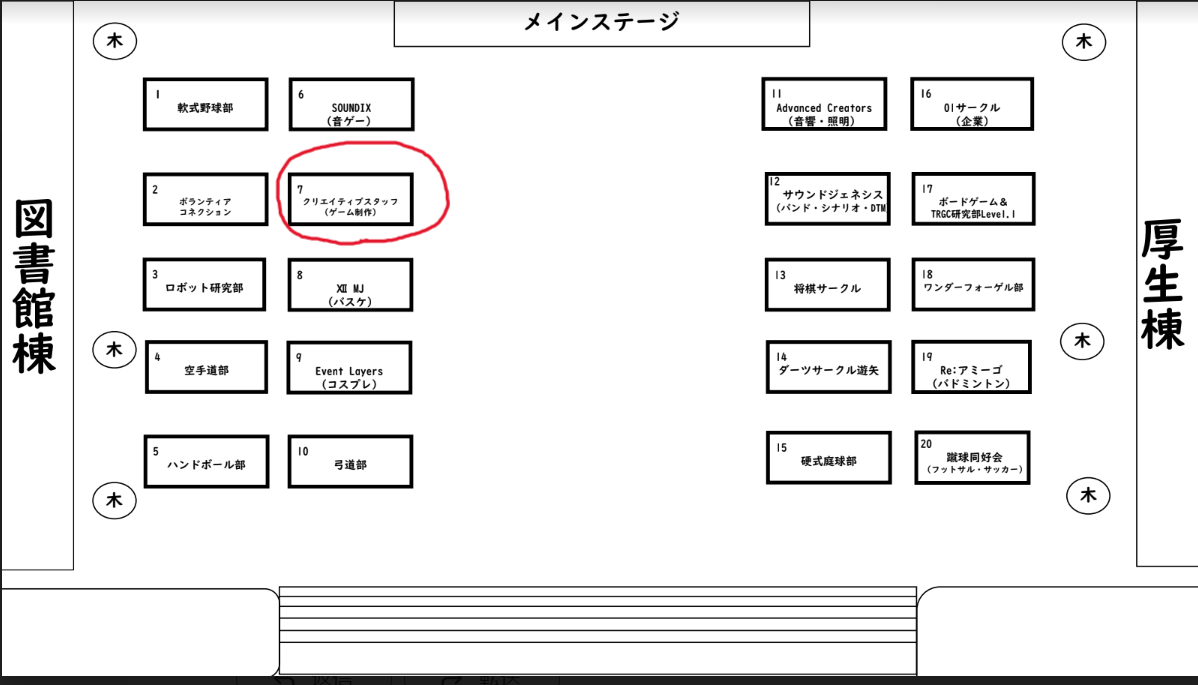 メインステージ
木
木
1
軟式野球部
6
SOUNDIX
(音ゲー)
11
Advanced Creators
(音響・照明)
16
01サークル
(企業)
2
ボランティア
コネクション
7
クリエイティブスタッフ
(ゲーム制作)
12
サウンドジェネシス
(バンド・シナリオ・DTM
17
ボードゲーム&
TRGC研究部Level.1
図書館棟
厚生棟
3
ロボット研究部
8
XII MJ
(バスケ)
13
将棋サークル
18
ワンダーフォーゲル部
木
木
4
空手道部
9
Event Layers
(コスプレ)
14
ダーツサークル遊矢
19
Re:アミーゴ
(バドミントン)
5
ハンドボール部
10
弓道部
15
硬式庭球部
20
蹴球同好会
(フットサル・サッカー)
木
木